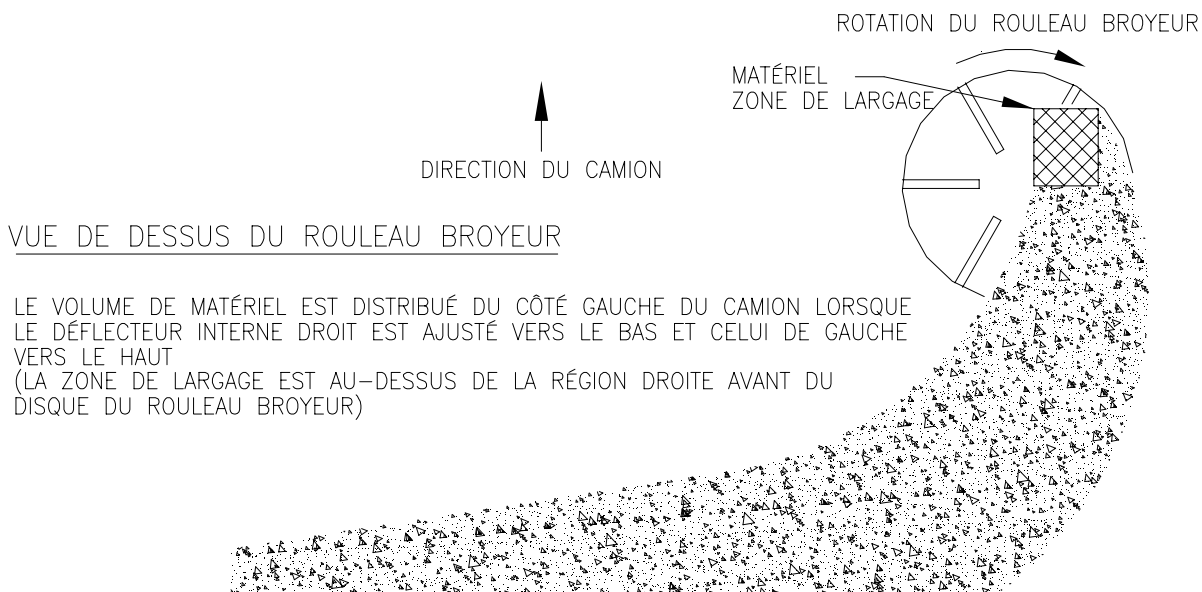 ROTATION DU ROULEAU BROYEUR
MATÉRIEL
ZONE DE LARGAGE
DIRECTION DU CAMION
VUE DE DESSUS DU ROULEAU BROYEUR
LE VOLUME DE MATÉRIEL EST DISTRIBUÉ DU CÔTÉ GAUCHE DU CAMION LORSQUE
LE DÉFLECTEUR INTERNE DROIT EST AJUSTÉ VERS LE BAS ET CELUI DE GAUCHE
VERS LE HAUT
(LA ZONE DE LARGAGE EST AU-DESSUS DE LA RÉGION DROITE AVANT DU
DISQUE DU ROULEAU BROYEUR)